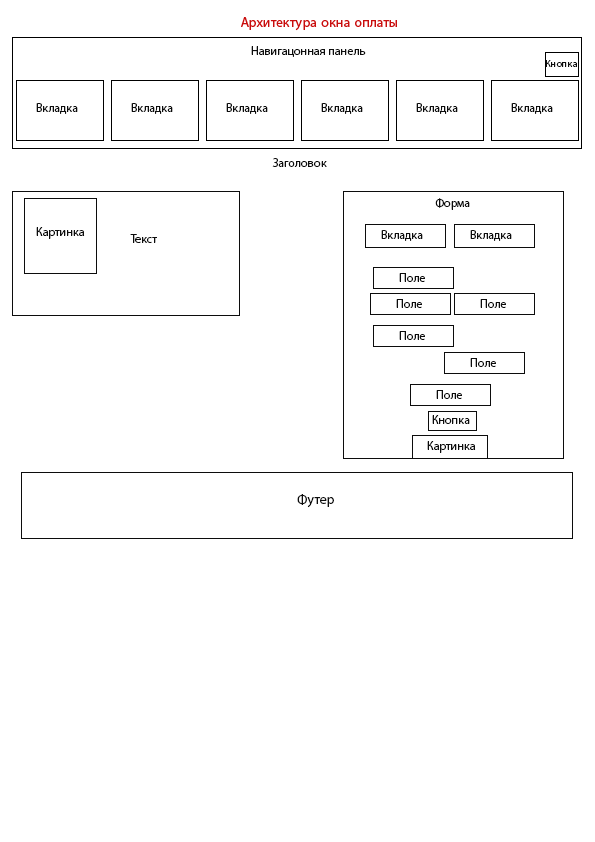 Архитектура окна оплаты
Навигацонная панель
Кнопка
Вкладка Вкладка Вкладка Вкладка Вкладка Вкладка
Заголовок
Картинка
Текст
Форма
Вкладка Вкладка
Поле
Поле Поле
Поле
Поле
Поле
Кнопка
Картинка
Футер